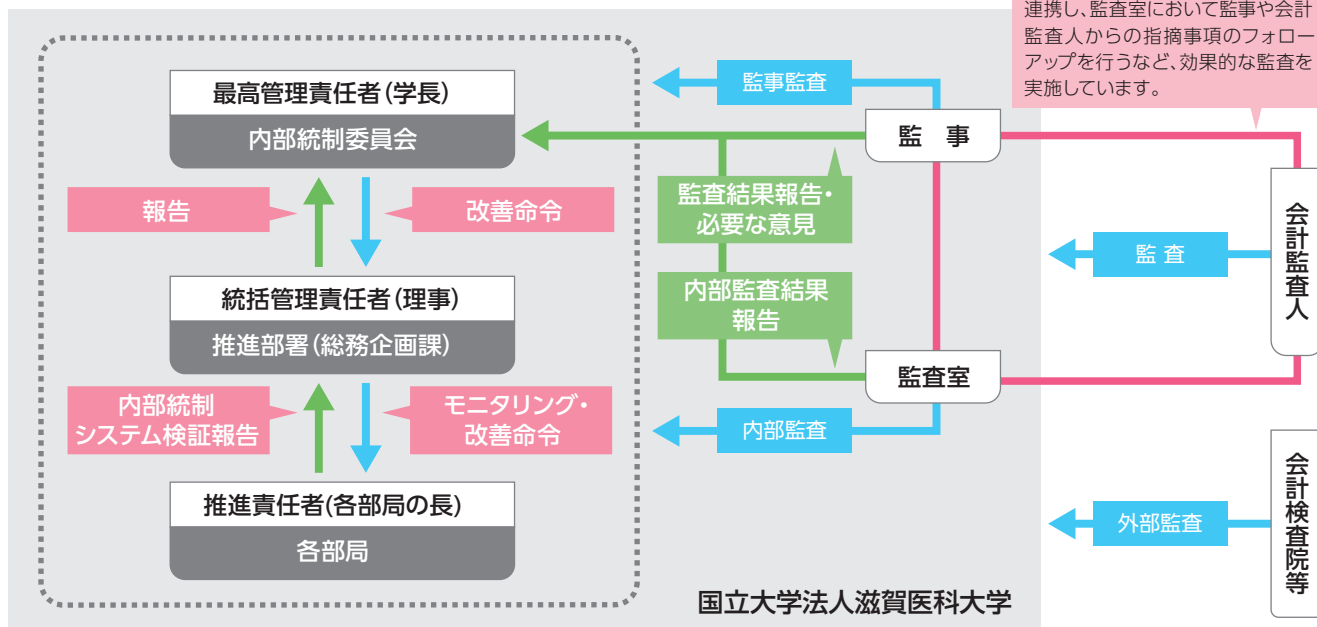 連携し、監査室において監事や会計
監査人からの指摘事項のフォロー
アップを行うなど、効果的な監査を
実施しています。
最高管理責任者(学長)
内部統制委員会
報告
改善命令
統括管理責任者(理事)
推進部署(総務企画課)
内部統制
システム検証報告
モニタリング・
改善命令
推進責任者(各部局の長)
各部局
監事監査
監 事
監査結果報告・
必要な意見
内部監査結果
報告
監査室
内部監査
監 査
会計監査人
外部監査
会計検査院等
国立大学法人滋賀医科大学